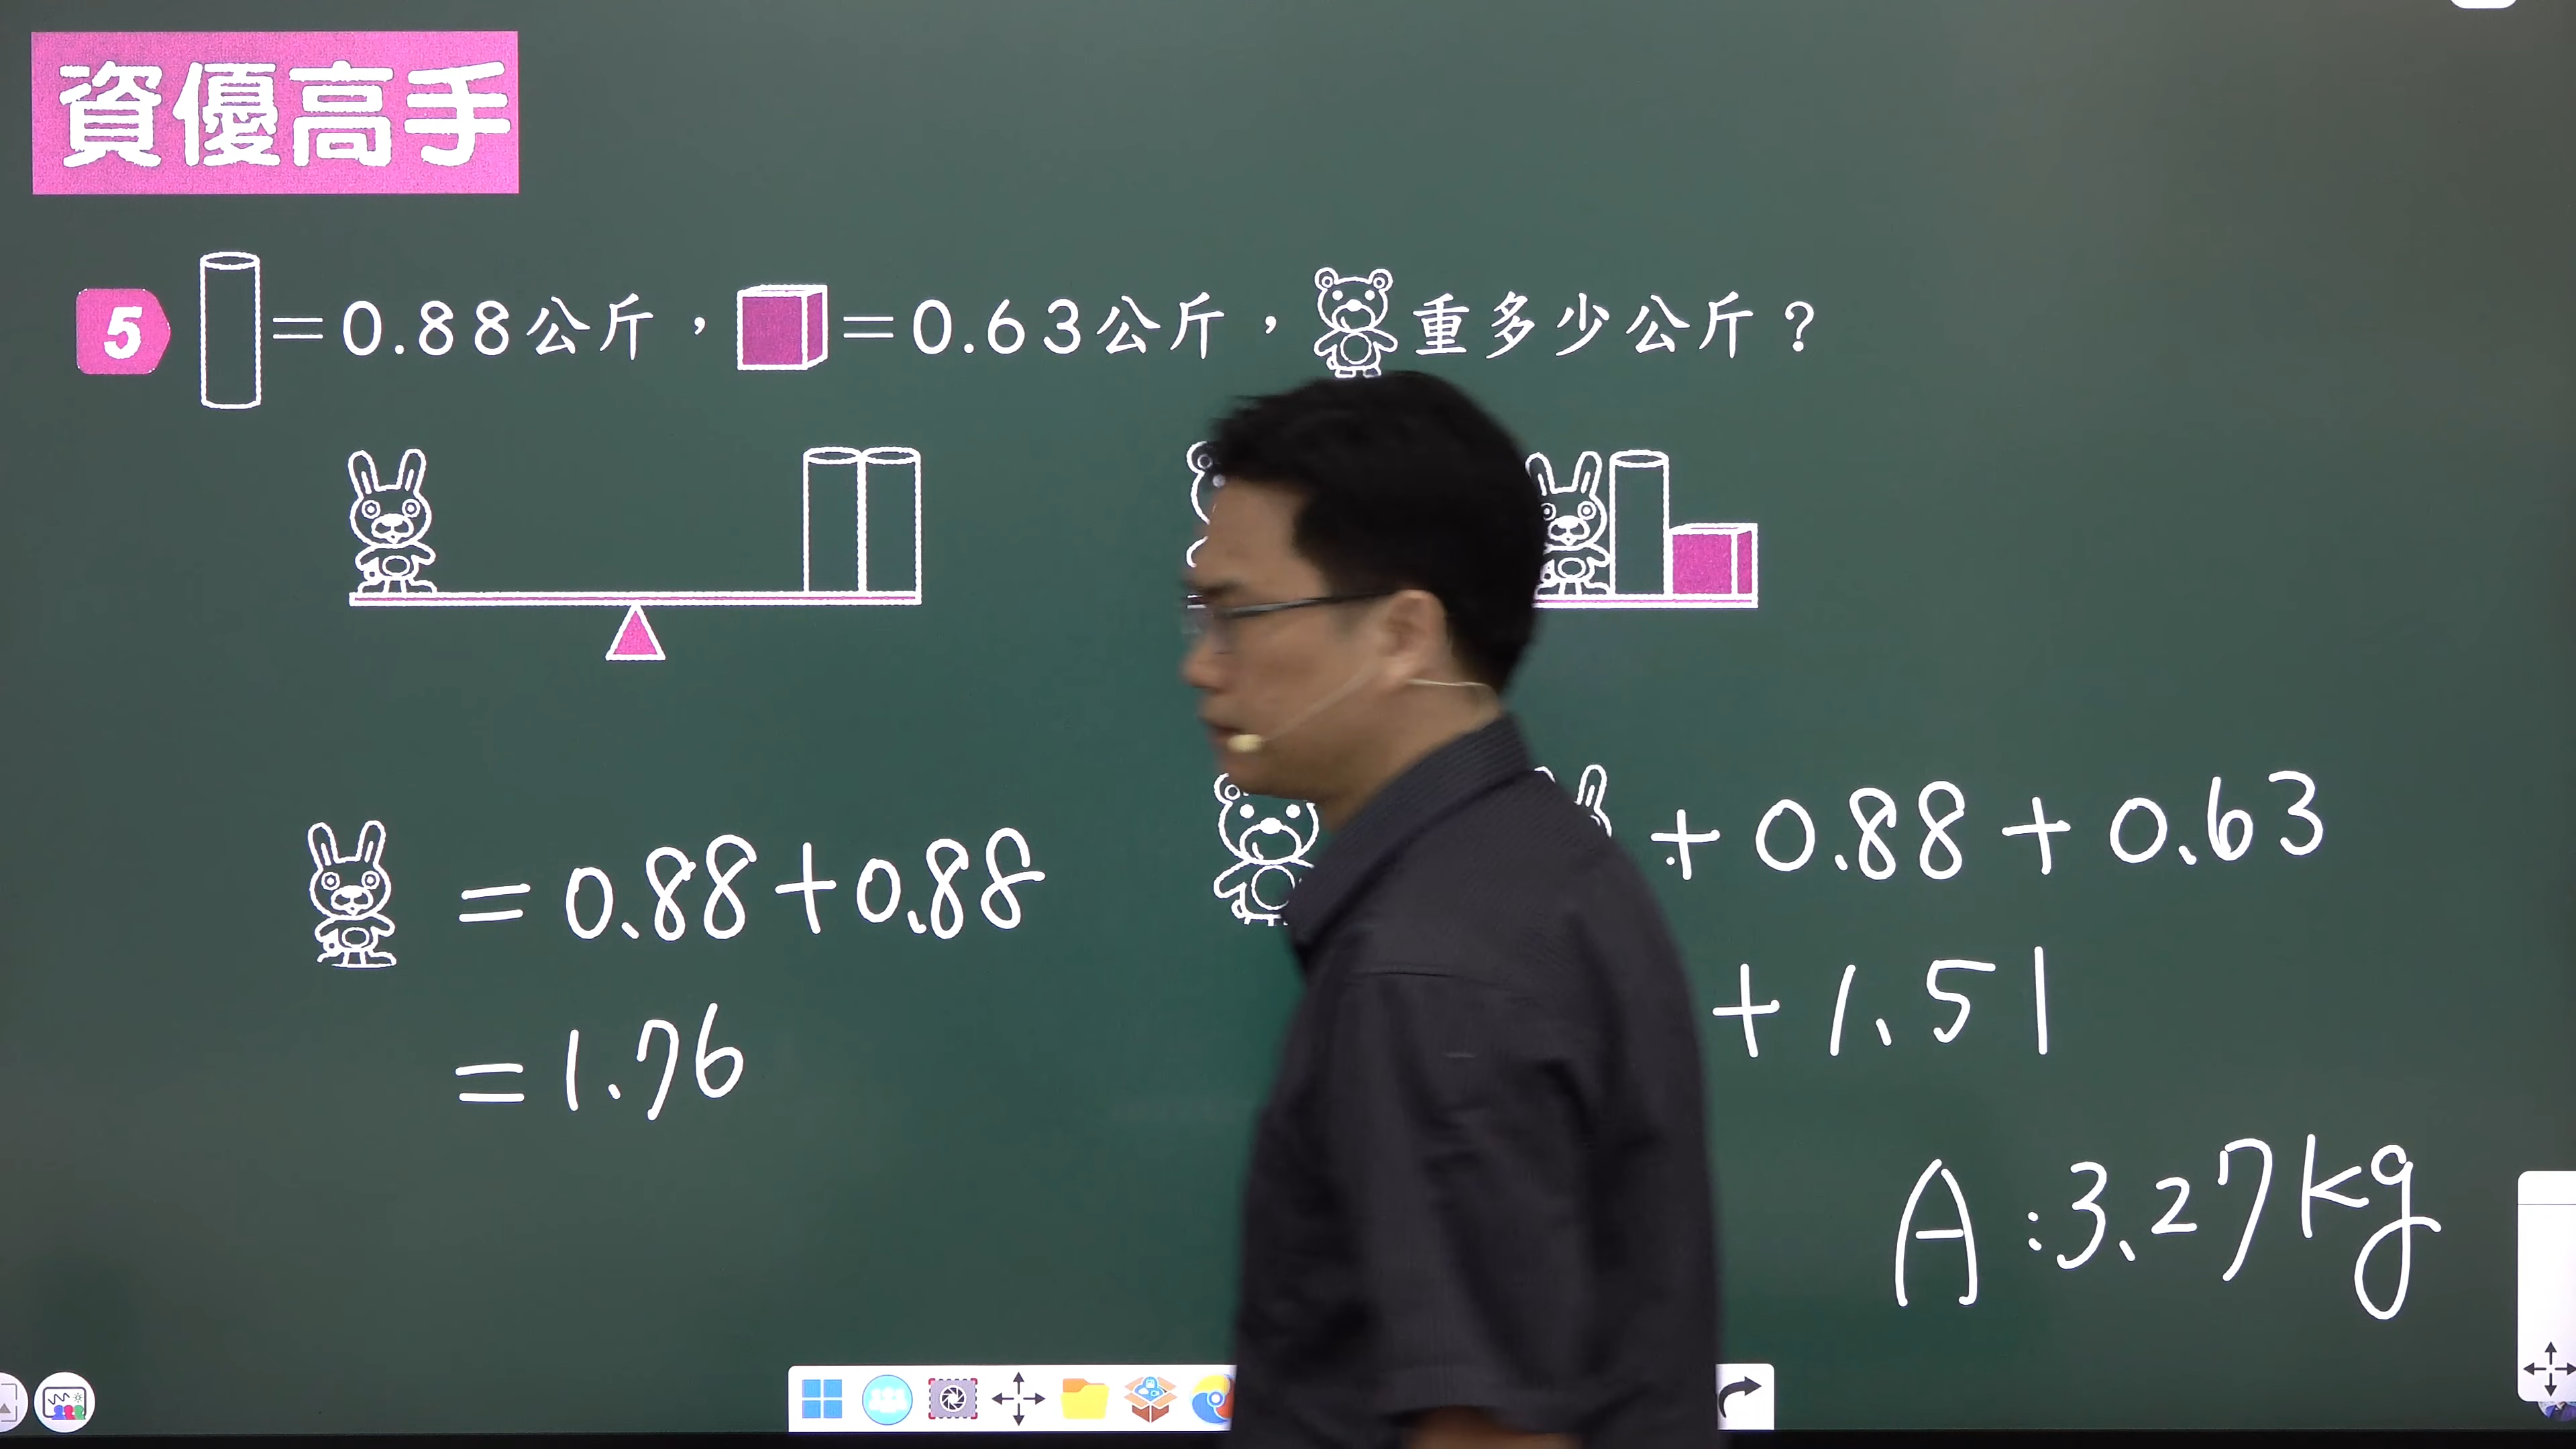 資優高手
5 =0.88公斤，=0.63公斤，重多少公斤？
= 0.88+0.88
= 1.76
+ 0.88 + 0.63
+ 1.51
A:3.27kg